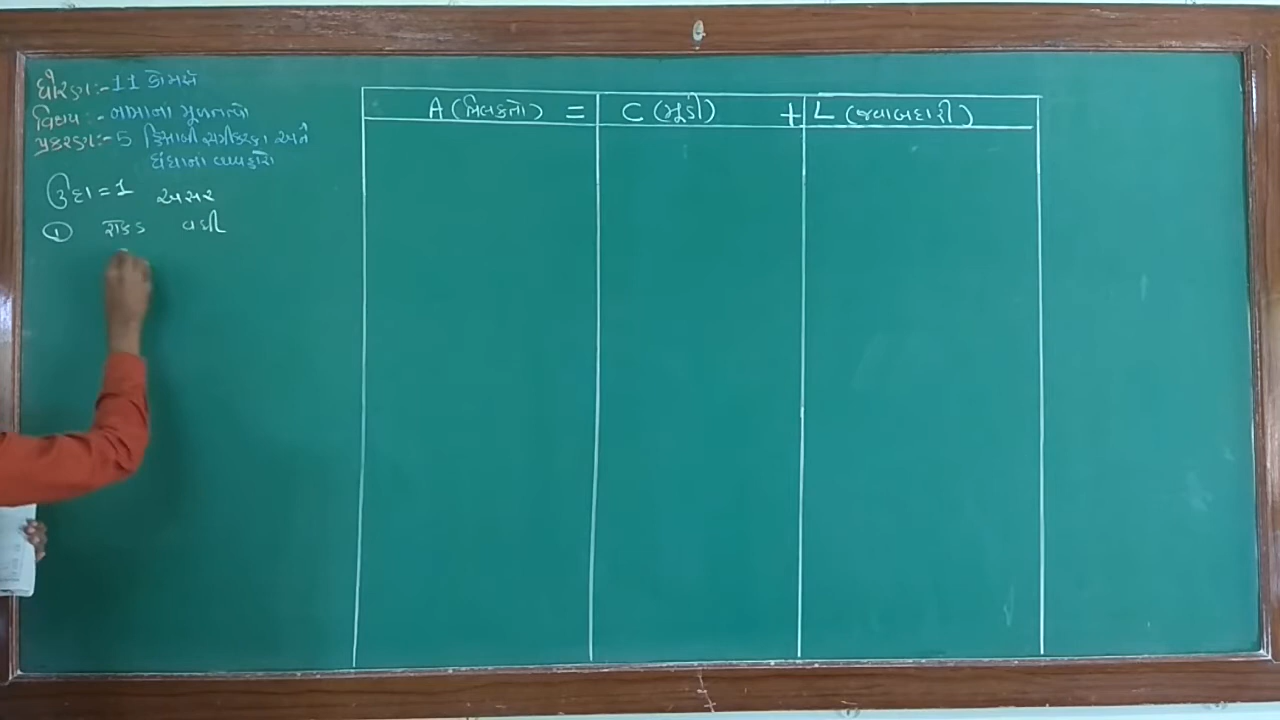 ધોરણ :- 11 કોમર્સ
વિષય :- નામાનાં મૂળતત્વો
પ્રકરણ :- 5 હિસાબી સમીકરણ અને
ધંધાના વ્યવહારો
ઉદા = 1 અસર
① રોકડ વધી
A (મિલકતો) = C (મૂડી) + L (જવાબદારી)